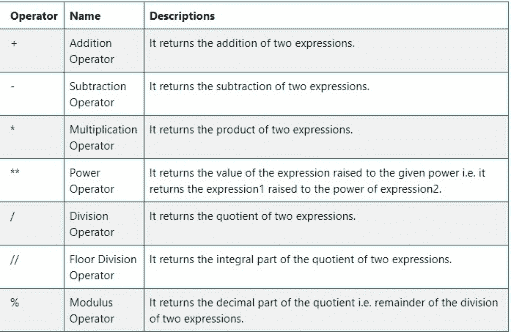 Operator Name Descriptions
+ Addition It returns the addition of two expressions.
Operator
- Subtraction It returns the subtraction of two expressions.
Operator
* Multiplication It returns the product of two expressions.
Operator
** Power It returns the value of the expression raised to the given power i.e. it
Operator returns the expression1 raised to the power of expression2.
/ Division It returns the quotient of two expressions.
Operator
// Floor Division It returns the integral part of the quotient of two expressions.
Operator
% Modulus It returns the decimal part of the quotient i.e. remainder of the division
Operator of two expressions.